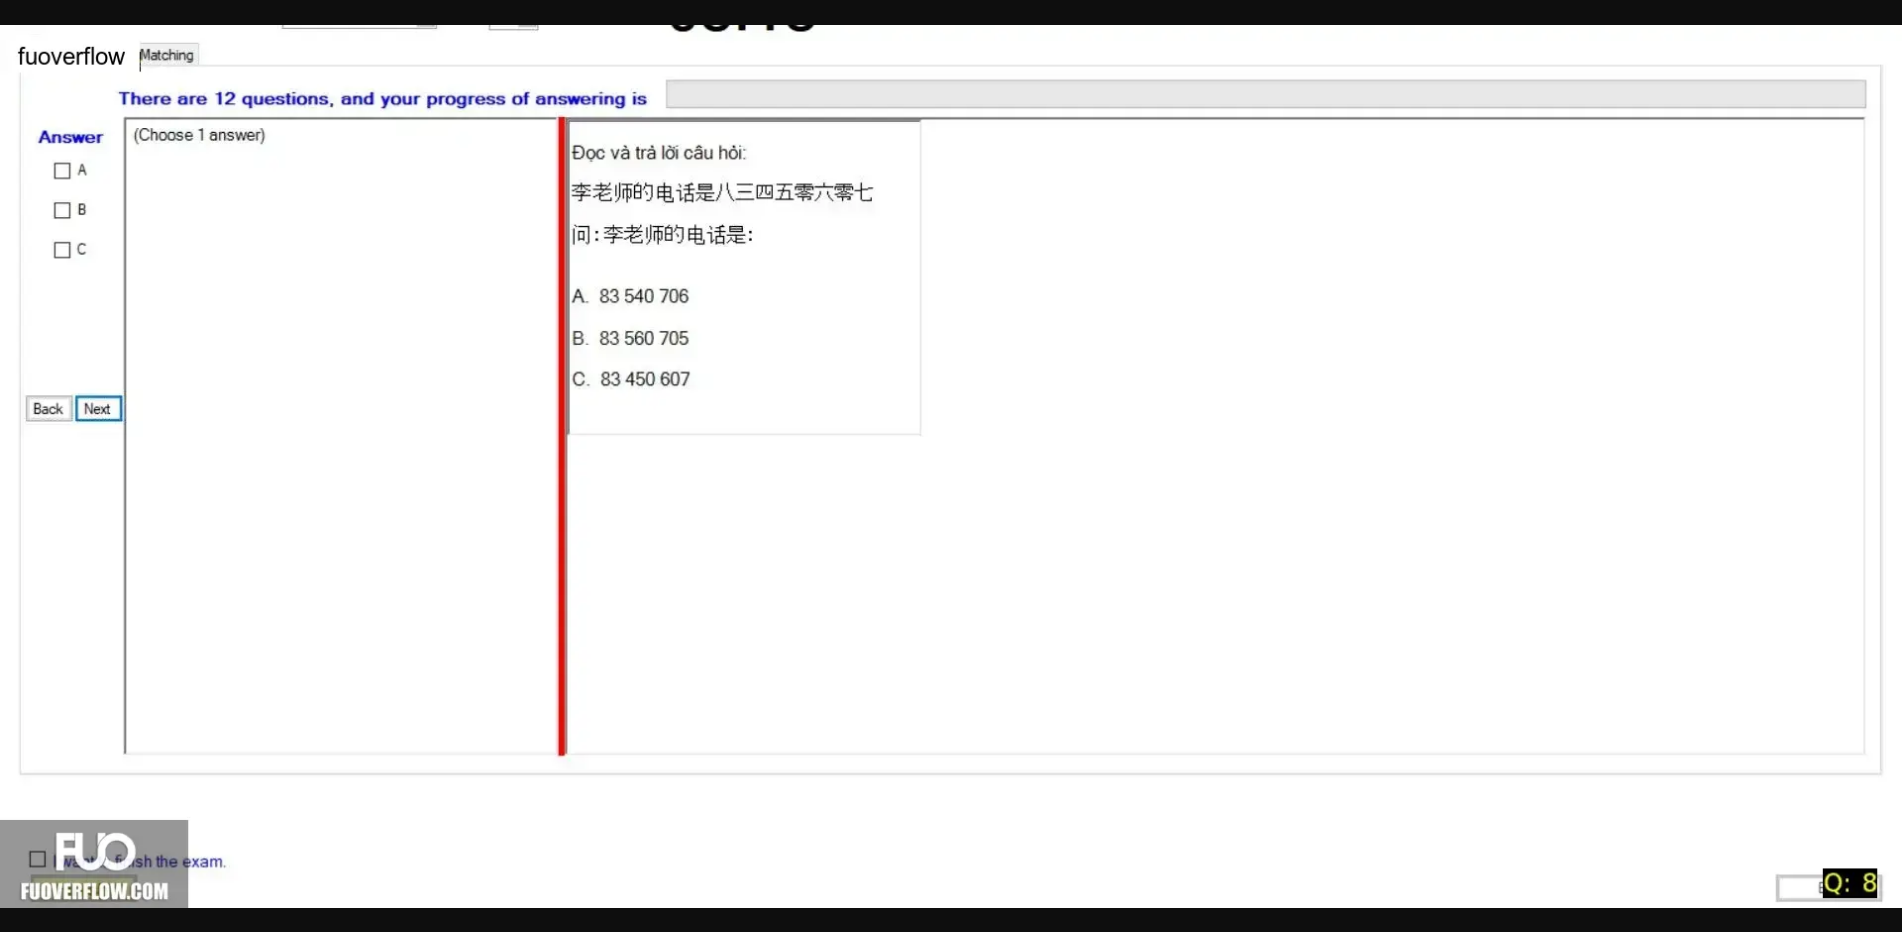 fuoverflow Matching
There are 12 questions, and your progress of answering is
Answer
(Choose 1 answer)
A
B
C
Đọc và trả lời câu hỏi:
李老师的电话是八三四五零六零七
问:李老师的电话是:
A. 83 540 706
B. 83 560 705
C. 83 450 607
Back Next
FUO
the exam.
FUOVERFLOW.COM
Q: 8